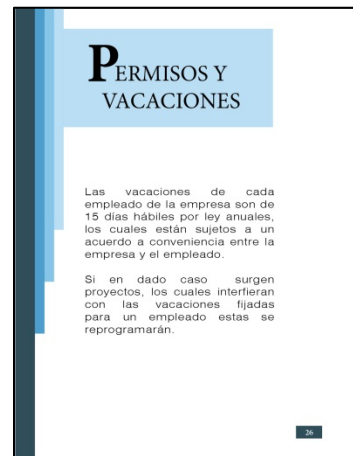 PERMISOS Y
VACACIONES
Las vacaciones de cada
empleado de la empresa son de
15 días hábiles por ley anuales,
los cuales están sujetos a un
acuerdo a conveniencia entre la
empresa y el empleado.
Si en dado caso surgen
proyectos, los cuales interfieran
con las vacaciones fijadas
para un empleado estas se
reprogramarán.
26